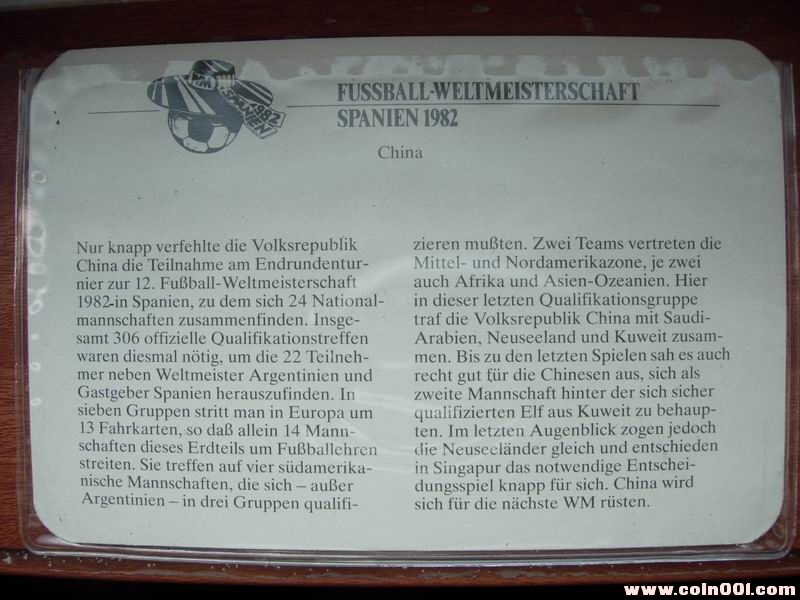 WM
SPANIEN
1982
FUSSBALL-WELTMEISTERSCHAFT
SPANIEN 1982
China
Nur knapp verfehlte die Volksrepublik
China die Teilnahme am Endrundentur-
nier zur 12. Fußball-Weltmeisterschaft
1982 in Spanien, zu dem sich 24 National-
mannschaften zusammenfinden. Insge-
samt 306 offizielle Qualifikationstreffen
waren diesmal nötig, um die 22 Teilneh-
mer neben Weltmeister Argentinien und
Gastgeber Spanien herauszufinden. In
sieben Gruppen stritt man in Europa um
13 Fahrkarten, so daß allein 14 Mann-
schaften dieses Erdteils um Fußballehren
streiten. Sie treffen auf vier südamerika-
nische Mannschaften, die sich – außer
Argentinien – in drei Gruppen qualifi-
zieren mußten. Zwei Teams vertreten die
Mittel- und Nordamerikazone, je zwei
auch Afrika und Asien-Ozeanien. Hier
in dieser letzten Qualifikationsgruppe
traf die Volksrepublik China mit Saudi-
Arabien, Neuseeland und Kuweit zusam-
men. Bis zu den letzten Spielen sah es auch
recht gut für die Chinesen aus, sich als
zweite Mannschaft hinter der sich sicher
qualifizierten Elf aus Kuweit zu behaup-
ten. Im letzten Augenblick zogen jedoch
die Neuseeländer gleich und entschieden
in Singapur das notwendige Entschei-
dungsspiel knapp für sich. China wird
sich für die nächste WM rüsten.
www.coin001.com